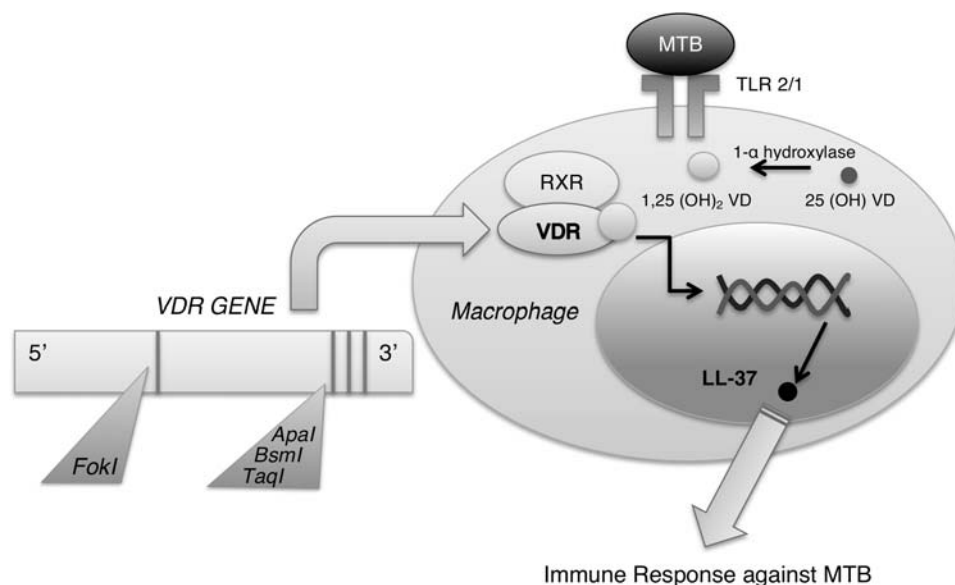 MTB
TLR 2/1
1-α hydroxylase
RXR
1,25 (OH)₂ VD
25 (OH) VD
VDR
VDR GENE
Macrophage
5’
3’
LL-37
FokI
ApaI
BsmI
TaqI
Immune Response against MTB